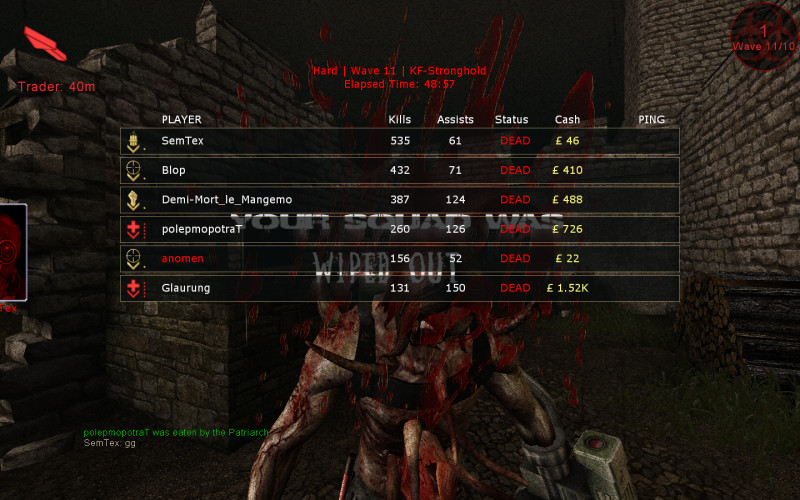 1
Wave 11/10
Trader: 40m
Hard | Wave 11 | KF-Stronghold
Elapsed Time: 48:57
PLAYER Kills Assists Status Cash PING
SemTex 535 61 DEAD £ 46
Blop 432 71 DEAD £ 410
Demi-Mort_le_Mangemo 387 124 DEAD £ 488
YOUR SQUAD WAS
polepmopotraT 260 126 DEAD £ 726
anomen 156 52 DEAD £ 22
WIPED OUT
Glaurung 131 150 DEAD £ 1.52K
Tex
polepmopotraT was eaten by the Patriarch
SemTex: gg